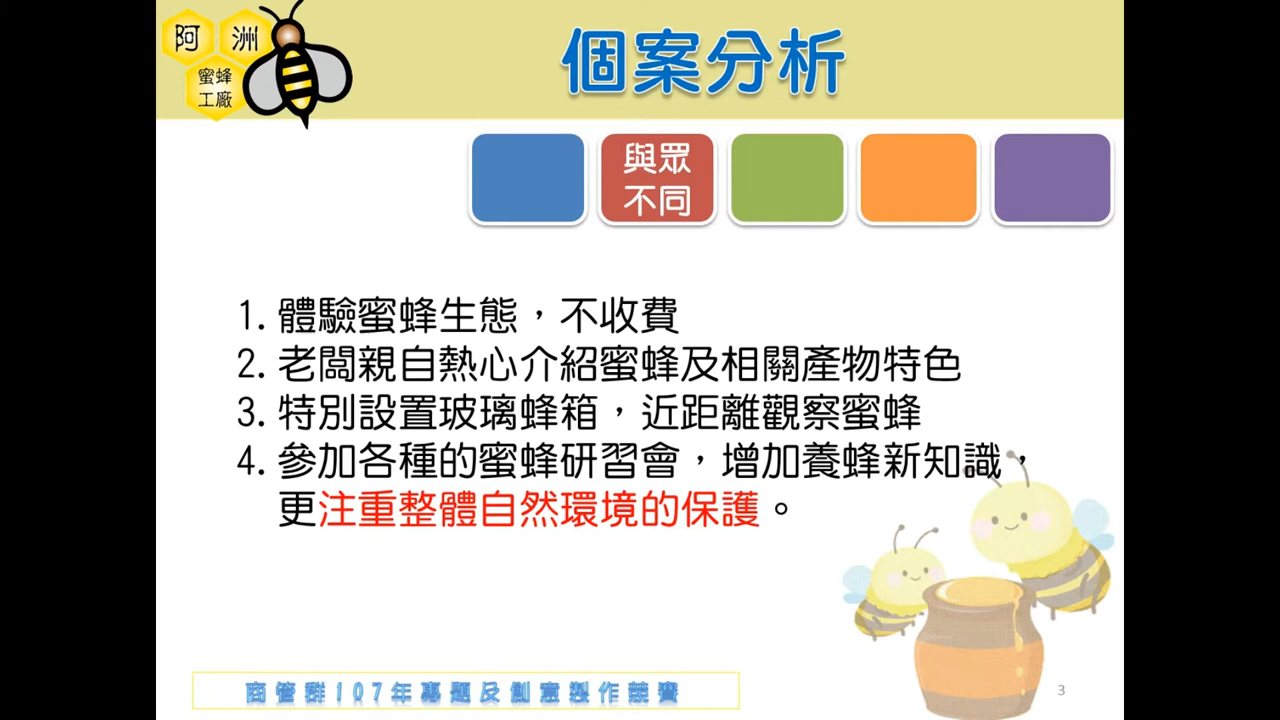 阿 洲
蜜蜂
工廠
個案分析
與眾
不同
1. 體驗蜜蜂生態，不收費
2. 老闆親自熱心介紹蜜蜂及相關產物特色
3. 特別設置玻璃蜂箱，近距離觀察蜜蜂
4. 參加各種的蜜蜂研習會，增加養蜂新知識，
更注重整體自然環境的保護。
商管群107年專題及創意製作競賽
3